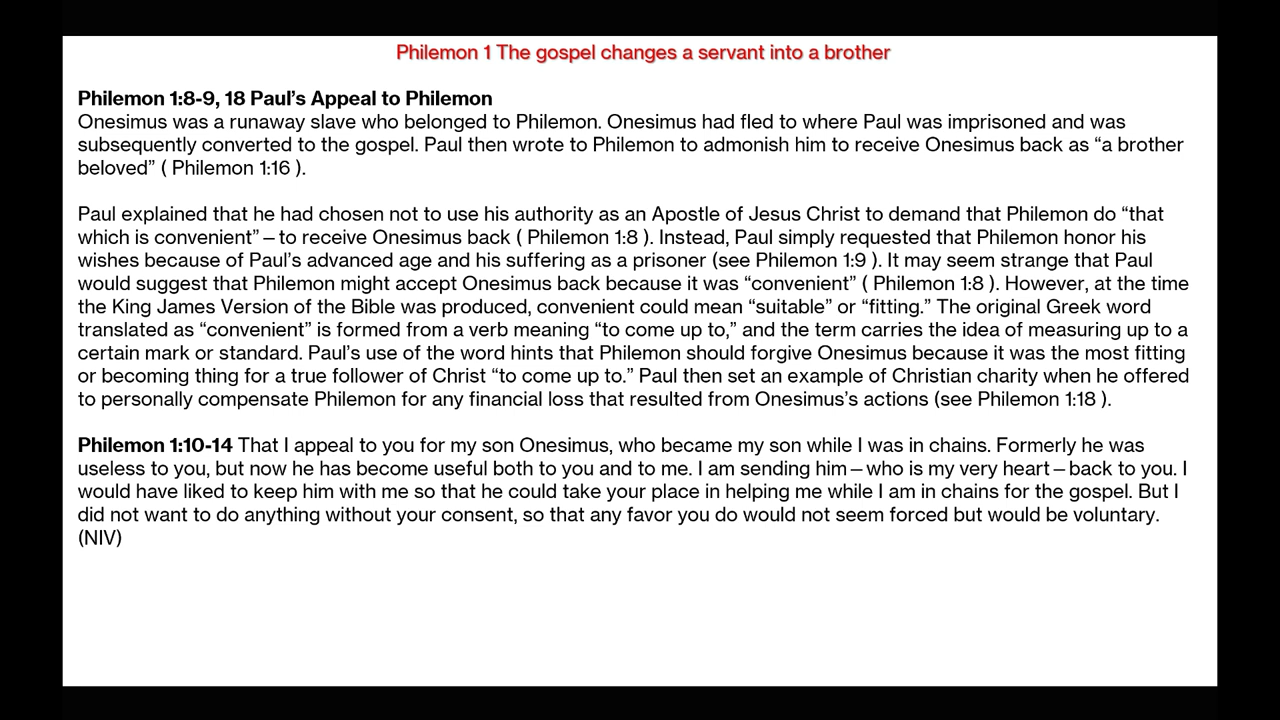 Philemon 1 The gospel changes a servant into a brother
Philemon 1:8-9, 18 Paul’s Appeal to Philemon
Onesimus was a runaway slave who belonged to Philemon. Onesimus had fled to where Paul was imprisoned and was
subsequently converted to the gospel. Paul then wrote to Philemon to admonish him to receive Onesimus back as “a brother
beloved” ( Philemon 1:16 ).
Paul explained that he had chosen not to use his authority as an Apostle of Jesus Christ to demand that Philemon do “that
which is convenient” – to receive Onesimus back ( Philemon 1:8 ). Instead, Paul simply requested that Philemon honor his
wishes because of Paul’s advanced age and his suffering as a prisoner (see Philemon 1:9 ). It may seem strange that Paul
would suggest that Philemon might accept Onesimus back because it was “convenient” ( Philemon 1:8 ). However, at the time
the King James Version of the Bible was produced, convenient could mean “suitable” or “fitting.” The original Greek word
translated as “convenient” is formed from a verb meaning “to come up to,” and the term carries the idea of measuring up to a
certain mark or standard. Paul’s use of the word hints that Philemon should forgive Onesimus because it was the most fitting
or becoming thing for a true follower of Christ “to come up to.” Paul then set an example of Christian charity when he offered
to personally compensate Philemon for any financial loss that resulted from Onesimus’s actions (see Philemon 1:18 ).
Philemon 1:10-14 That I appeal to you for my son Onesimus, who became my son while I was in chains. Formerly he was
useless to you, but now he has become useful both to you and to me. I am sending him – who is my very heart – back to you. I
would have liked to keep him with me so that he could take your place in helping me while I am in chains for the gospel. But I
did not want to do anything without your consent, so that any favor you do would not seem forced but would be voluntary.
(NIV)